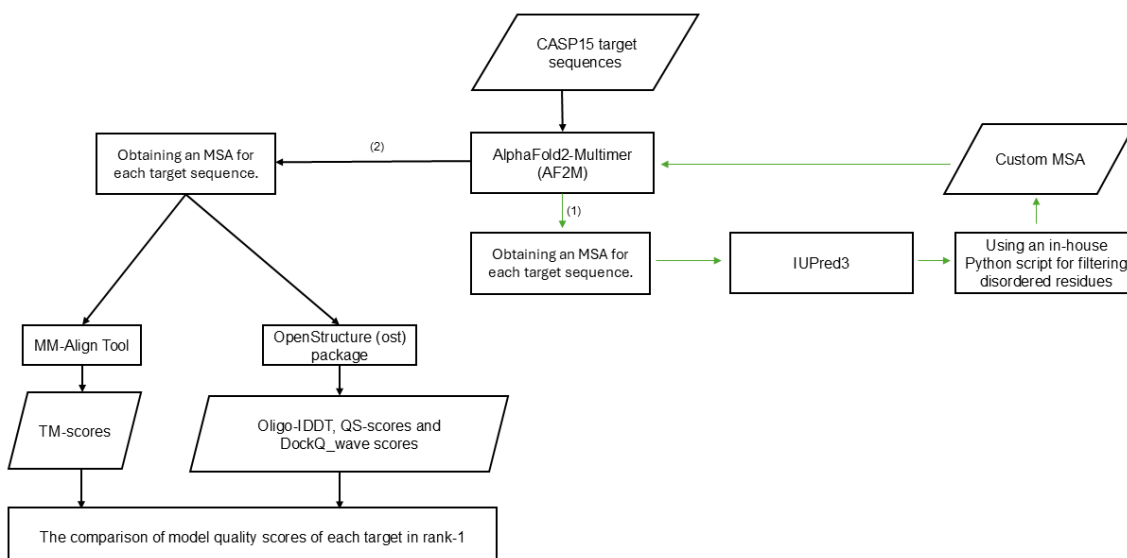 CASP15 target
sequences
(2)
Obtaining an MSA for
each target sequence.
AlphaFold2-Multimer
(AF2M)
Custom MSA
(1)
Obtaining an MSA for
each target sequence.
IUPred3
Using an in-house
Python script for filtering
disordered residues
MM-Align Tool
OpenStructure (ost)
package
TM-scores
Oligo-IDDT, QS-scores and
DockQ_wave scores
The comparison of model quality scores of each target in rank-1